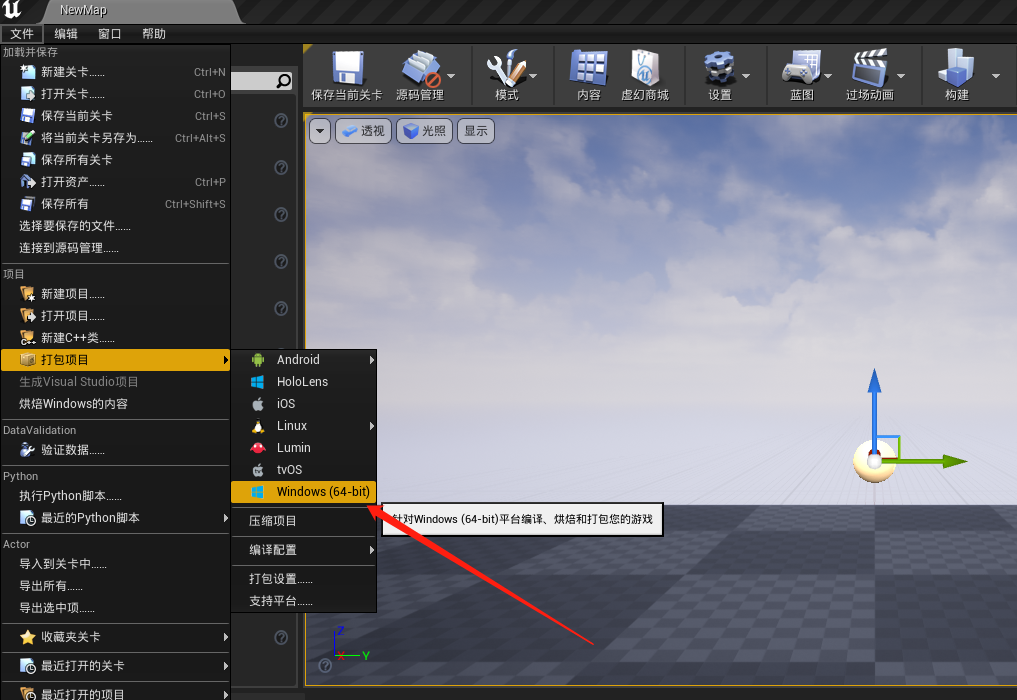 NewMap
文件 编辑 窗口 帮助
加载并保存
新建关卡...... Ctrl+N
打开关卡...... Ctrl+O
保存当前关卡 Ctrl+S
将当前关卡另存为...... Ctrl+Alt+S
保存所有关卡
打开资产...... Ctrl+P
保存所有 Ctrl+Shift+S
选择要保存的文件......
连接到源码管理......
项目
新建项目......
打开项目......
新建C++类......
打包项目
生成Visual Studio项目
烘焙Windows的内容
DataValidation
验证数据......
Python
执行Python脚本......
最近的Python脚本
Actor
导入到关卡中......
导出所有......
导出选中项......
收藏夹关卡
最近打开的关卡
最近打开的项目
Android
HoloLens
iOS
Linux
Lumin
tvOS
Windows (64-bit)
压缩项目
编译配置
打包设置......
支持平台......
针对Windows (64-bit)平台编译、烘焙和打包您的游戏
保存当前关卡 源码管理 模式 内容 虚幻商城 设置 蓝图 过场动画 构建
透视 光照 显示
Z
X Y